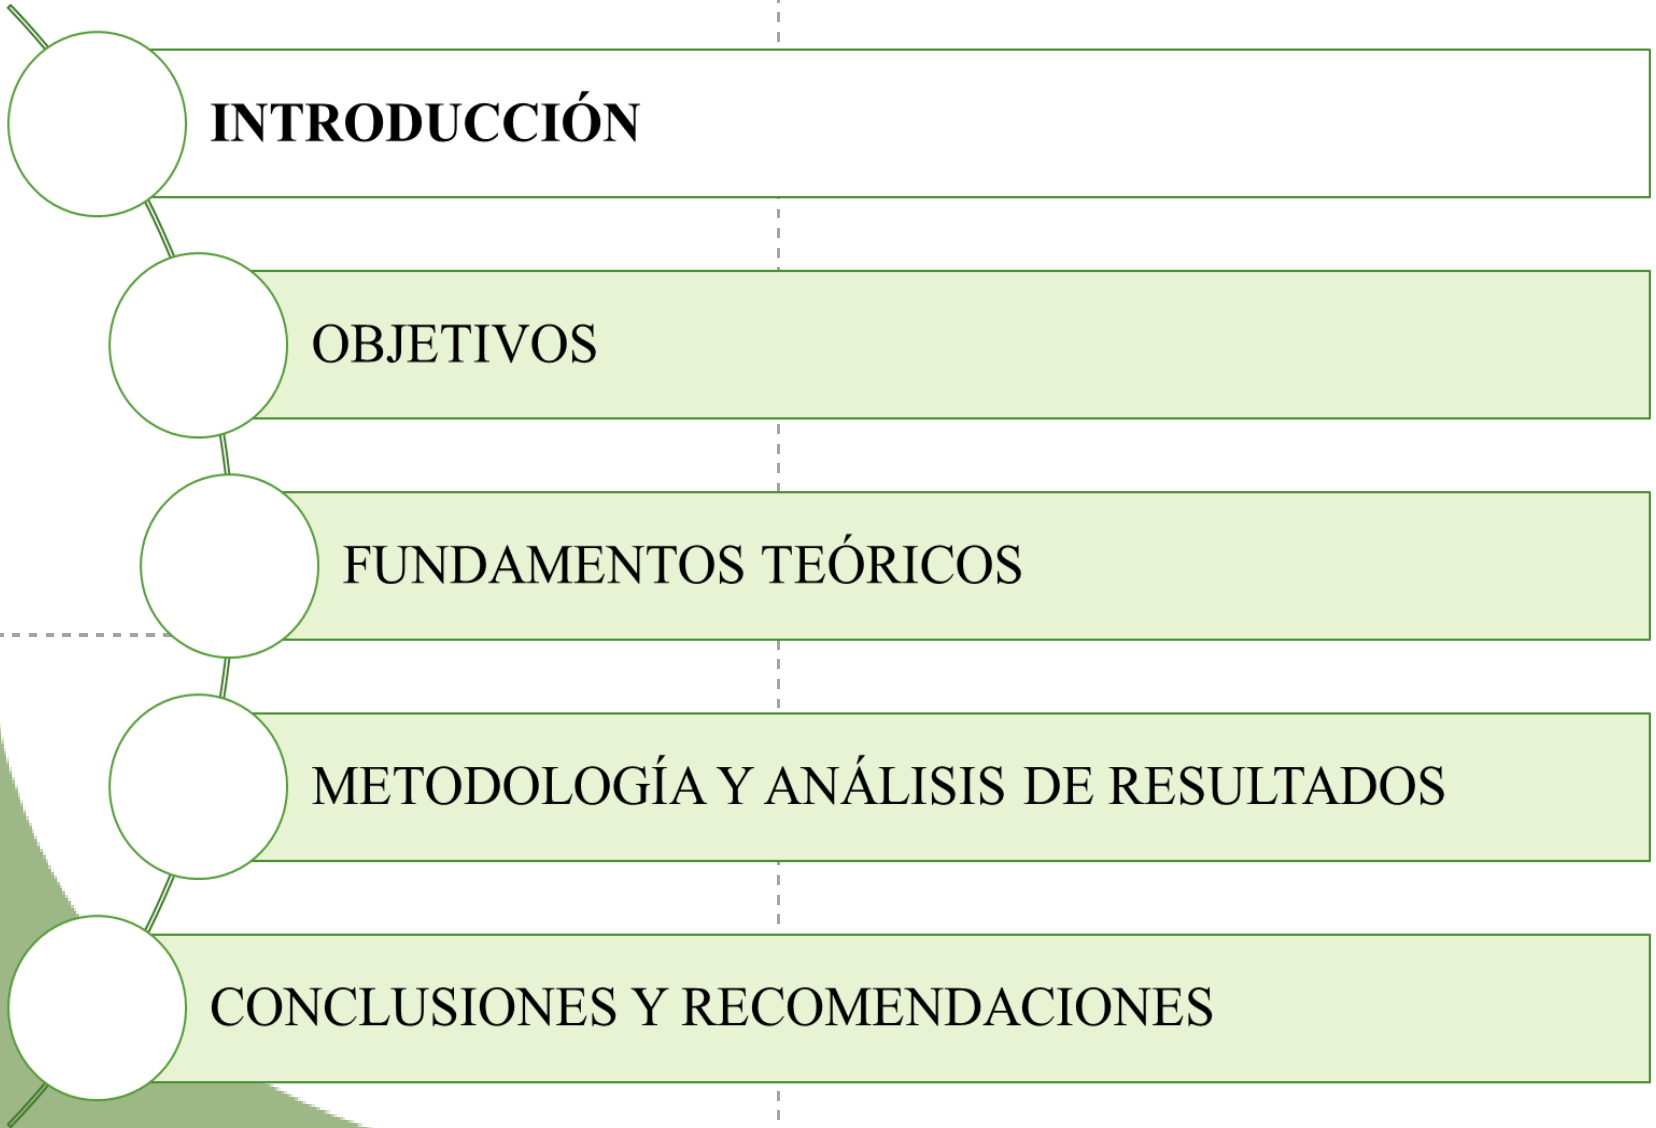 INTRODUCCIÓN
OBJETIVOS
FUNDAMENTOS TEÓRICOS
METODOLOGÍA Y ANÁLISIS DE RESULTADOS
CONCLUSIONES Y RECOMENDACIONES